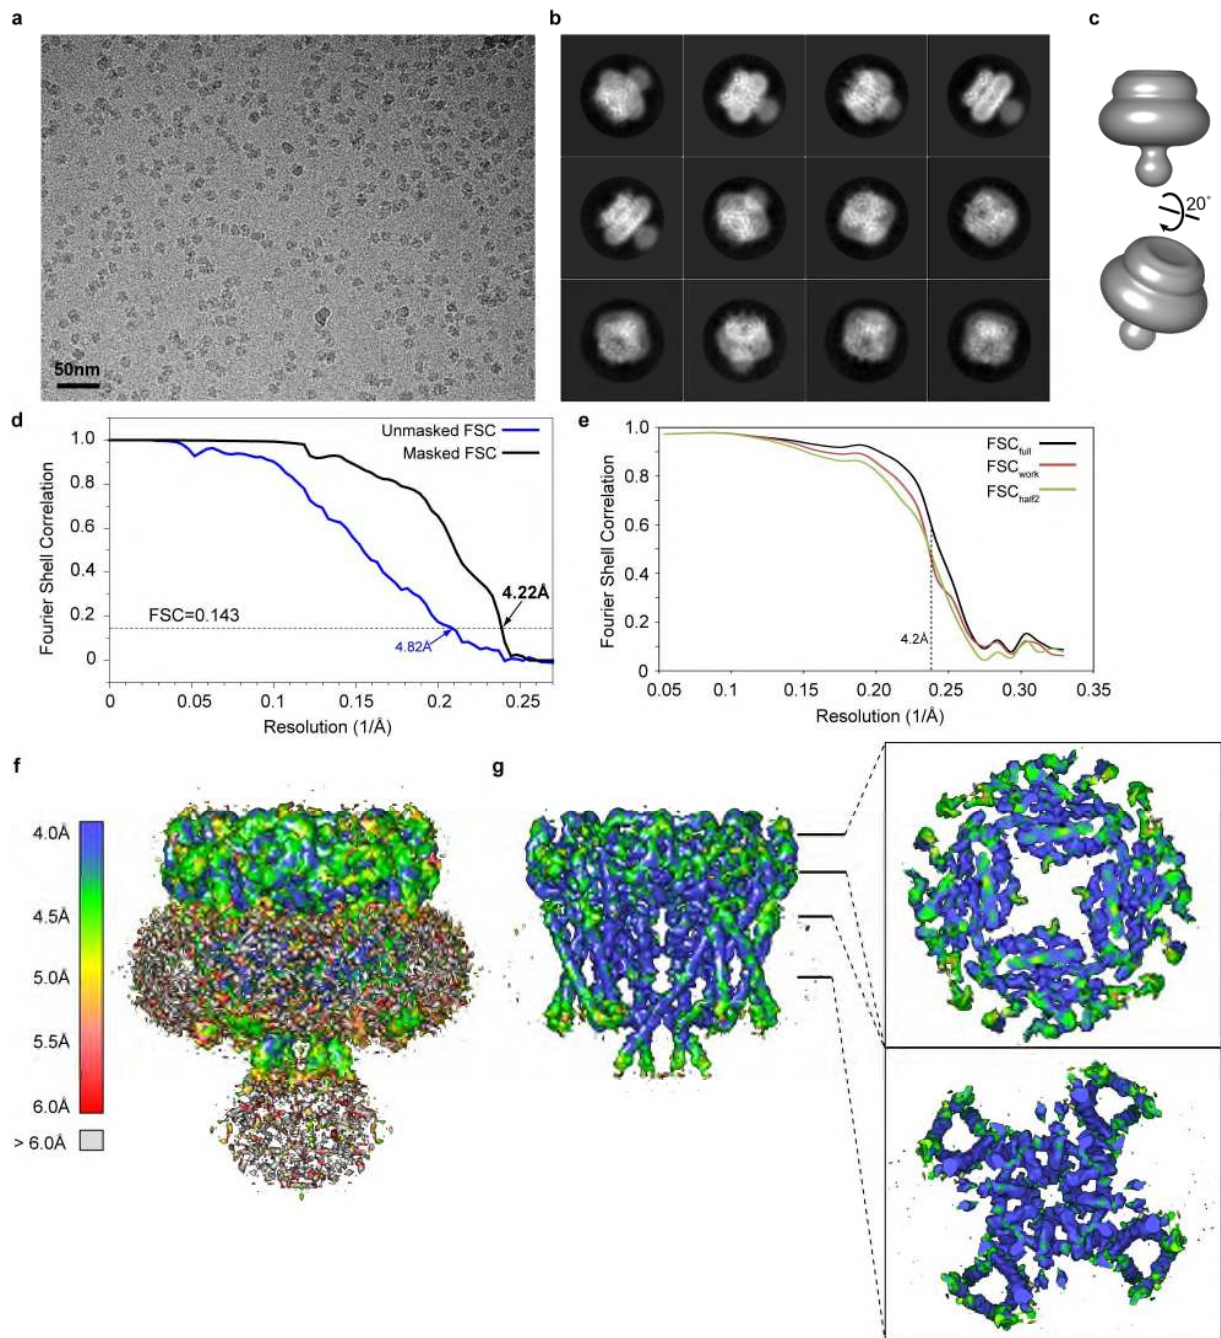 a
b
c
50nm
20°
d
1.0
0.8
0.6
0.4
0.2
0
Fourier Shell Correlation
Unmasked FSC
Masked FSC
FSC=0.143
4.22Å
4.82Å
0 0.05 0.1 0.15 0.2 0.25
Resolution (1/Å)
e
1.0
0.8
0.6
0.4
0.2
0
Fourier Shell Correlation
FSCfull
FSCwork
FSChalf2
4.2Å
0.05 0.1 0.15 0.20 0.25 0.30 0.35
Resolution (1/Å)
f
4.0Å
4.5Å
5.0Å
5.5Å
6.0Å
> 6.0Å
g